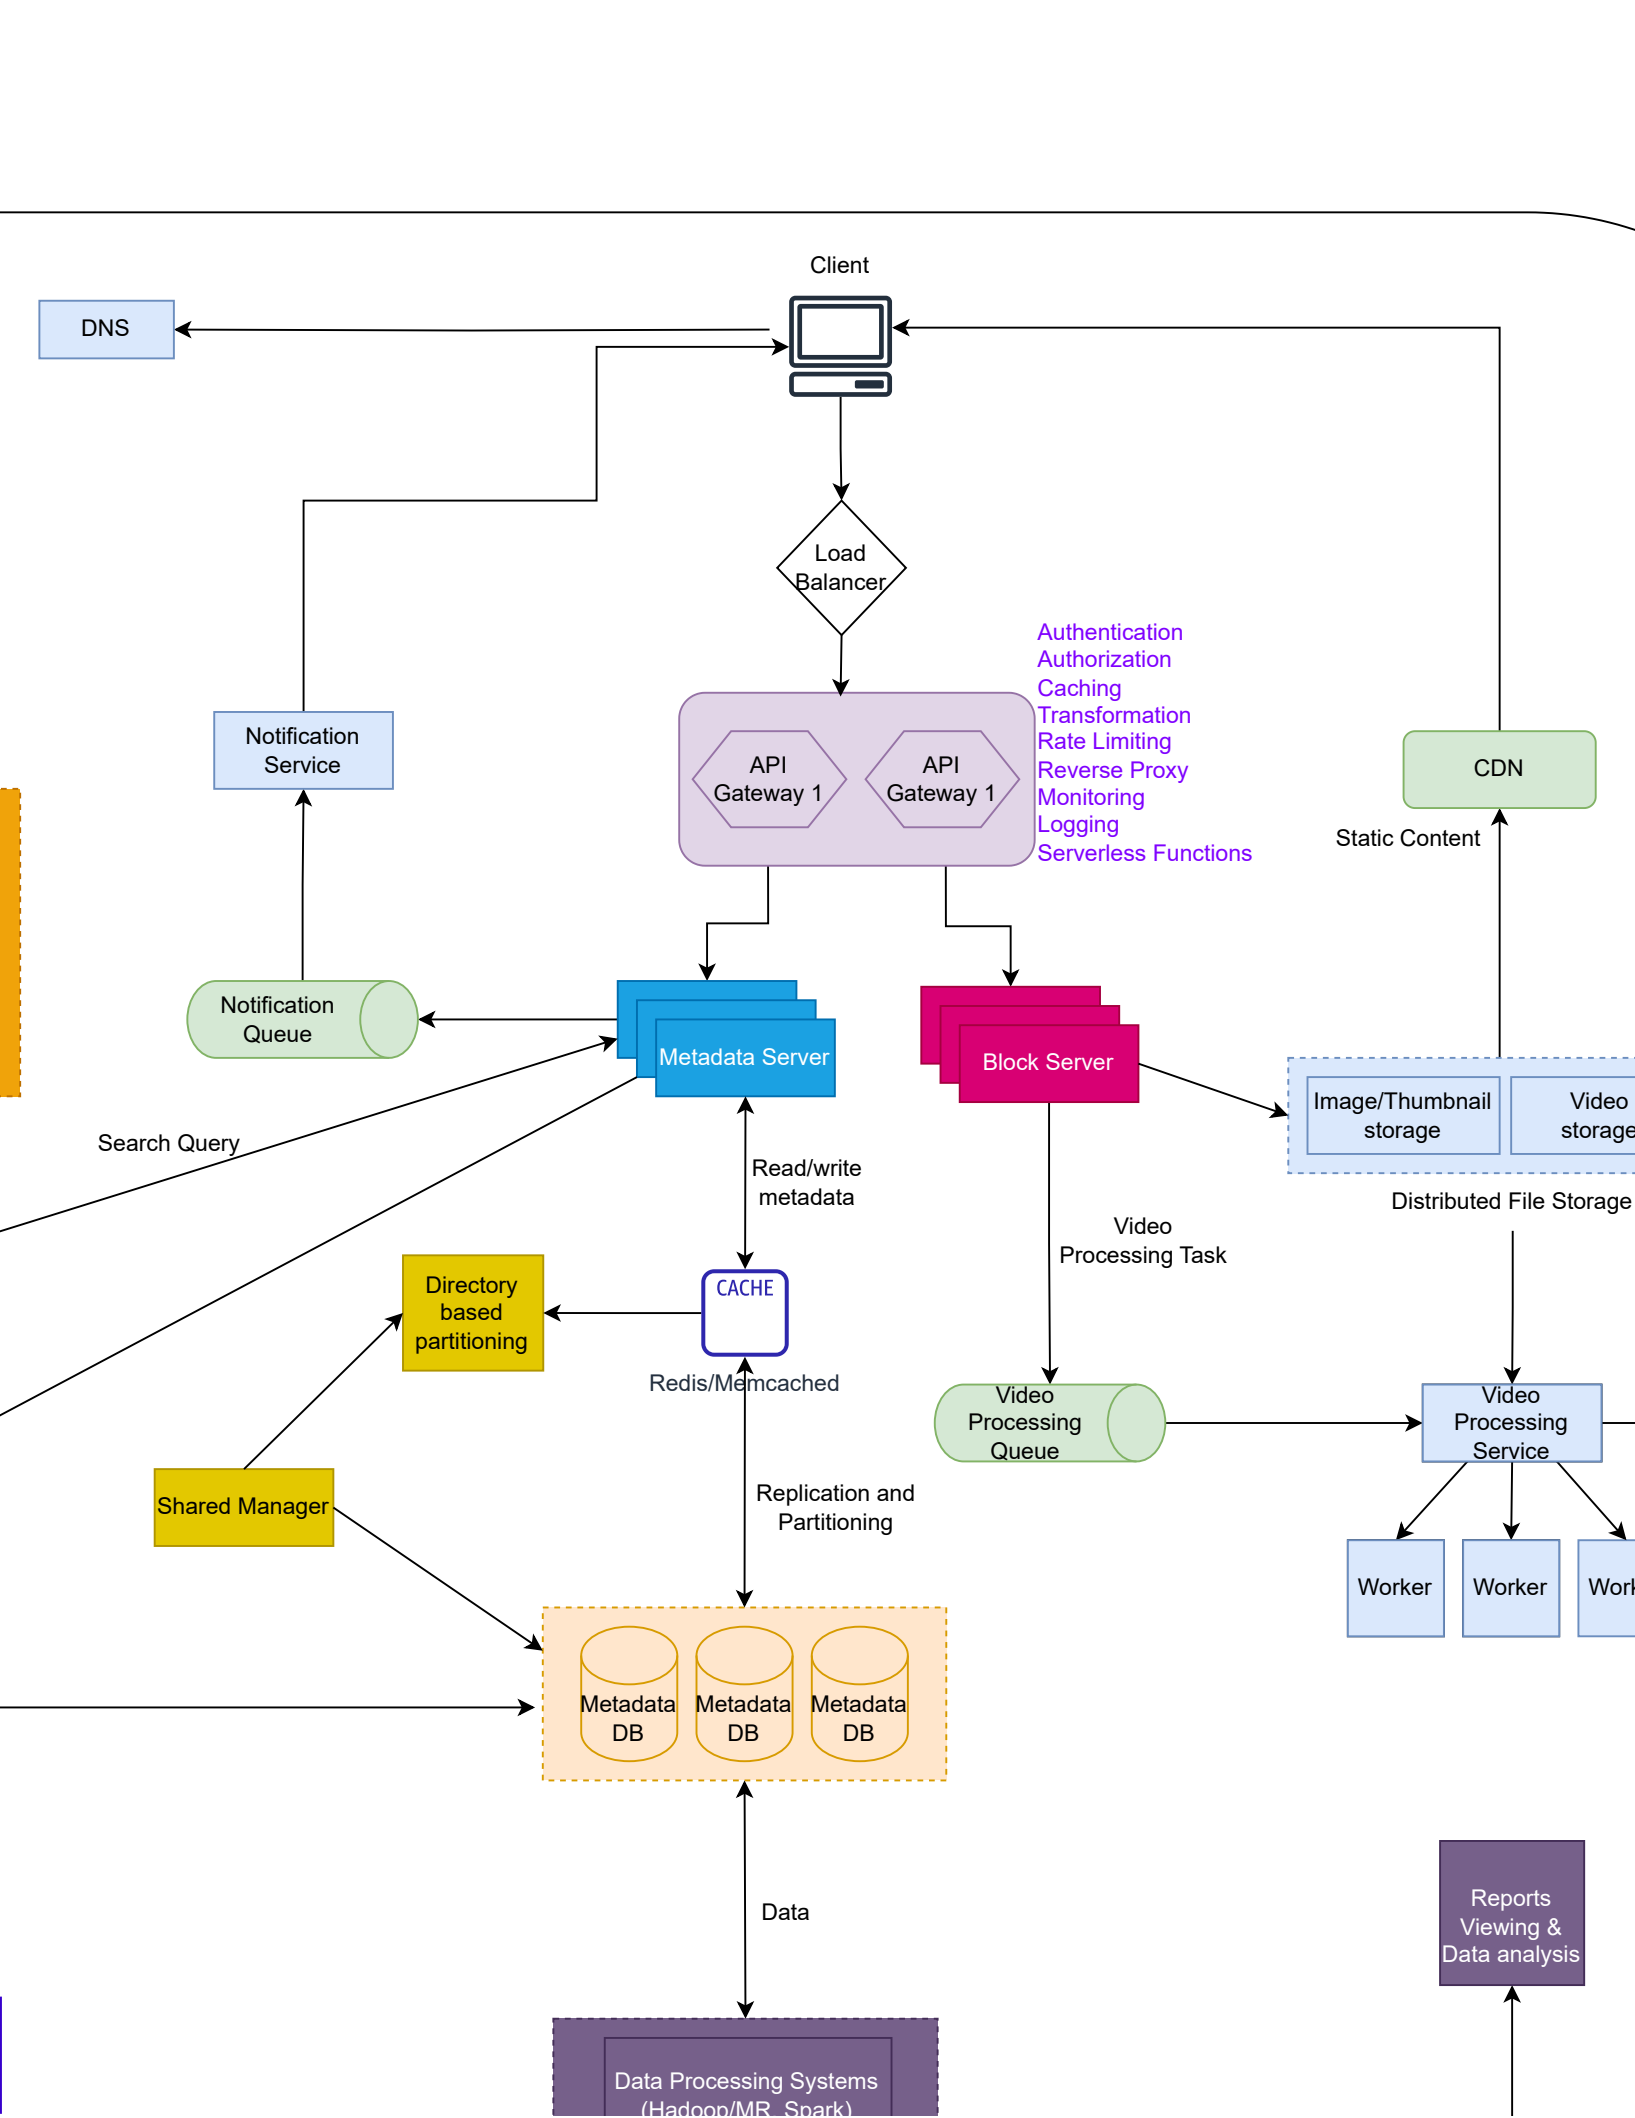 Client
DNS
Load
Balancer
Authentication
Authorization
Caching
Transformation
Rate Limiting
Reverse Proxy
Monitoring
Logging
Serverless Functions
Notification
Service
API
Gateway 1
API
Gateway 1
CDN
Static Content
Notification
Queue
Metadata Server
Block Server
Image/Thumbnail
storage
Video
storage
Distributed File Storage
Search Query
Read/write
metadata
Video
Processing Task
Directory
based
partitioning
CACHE
Redis/Memcached
Video
Processing
Queue
Video
Processing
Service
Shared Manager
Replication and
Partitioning
Worker
Worker
Work
Metadata
DB
Metadata
DB
Metadata
DB
Data
Reports
Viewing &
Data analysis
Data Processing Systems
(Hadoop/MR, Spark)